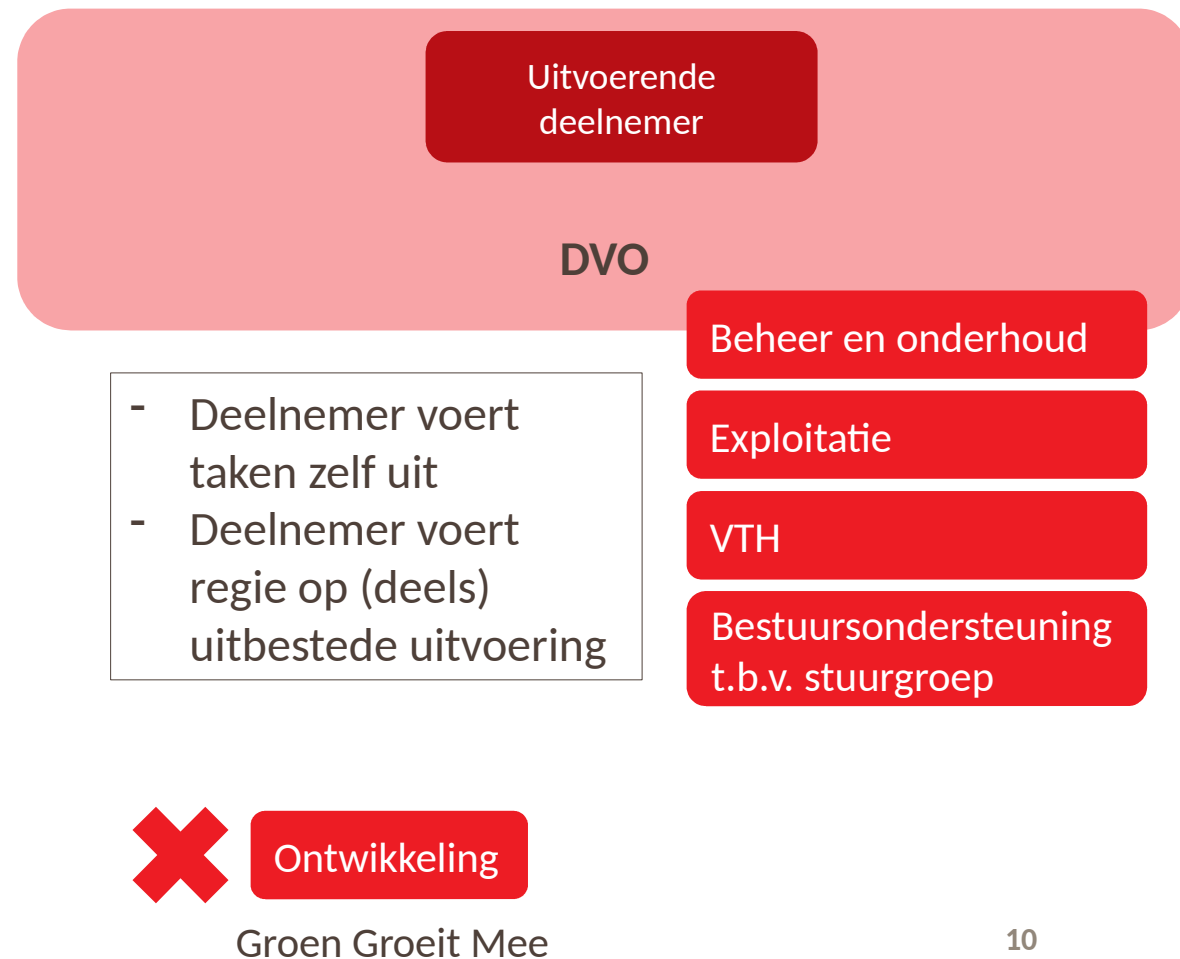 Uitvoerende
deelnemer
DVO
Beheer en onderhoud
- Deelnemer voert
taken zelf uit
- Deelnemer voert
regie op (deels)
uitbestede uitvoering
Exploitatie
VTH
Bestuursondersteuning
t.b.v. stuurgroep
Ontwikkeling
Groen Groeit Mee
10